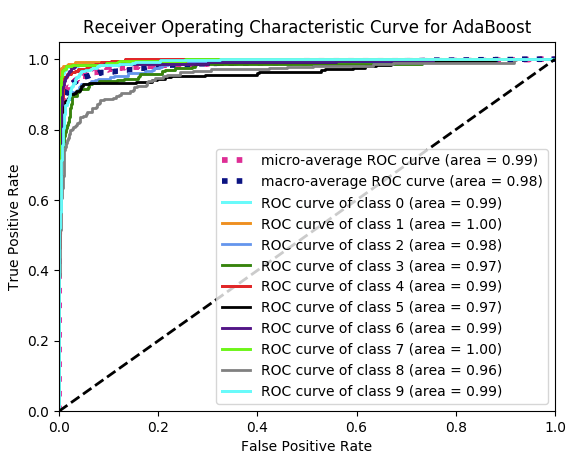 Receiver Operating Characteristic Curve for AdaBoost
1.0
0.8
0.6
0.4
0.2
0.0
True Positive Rate
micro-average ROC curve (area = 0.99)
macro-average ROC curve (area = 0.98)
ROC curve of class 0 (area = 0.99)
ROC curve of class 1 (area = 1.00)
ROC curve of class 2 (area = 0.98)
ROC curve of class 3 (area = 0.97)
ROC curve of class 4 (area = 0.99)
ROC curve of class 5 (area = 0.97)
ROC curve of class 6 (area = 0.99)
ROC curve of class 7 (area = 1.00)
ROC curve of class 8 (area = 0.96)
ROC curve of class 9 (area = 0.99)
0.0 0.2 0.4 0.6 0.8 1.0
False Positive Rate